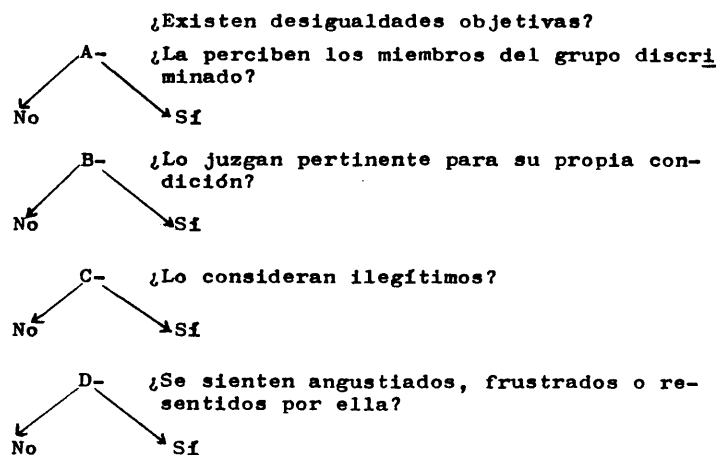 ¿Existen desigualdades objetivas?
A- ¿La perciben los miembros del grupo discri
minado?
No Sí
B- ¿Lo juzgan pertinente para su propia con-
dición?
No Sí
C- ¿Lo consideran ilegítimos?
No Sí
D- ¿Se sienten angustiados, frustrados o re-
sentidos por ella?
No Sí